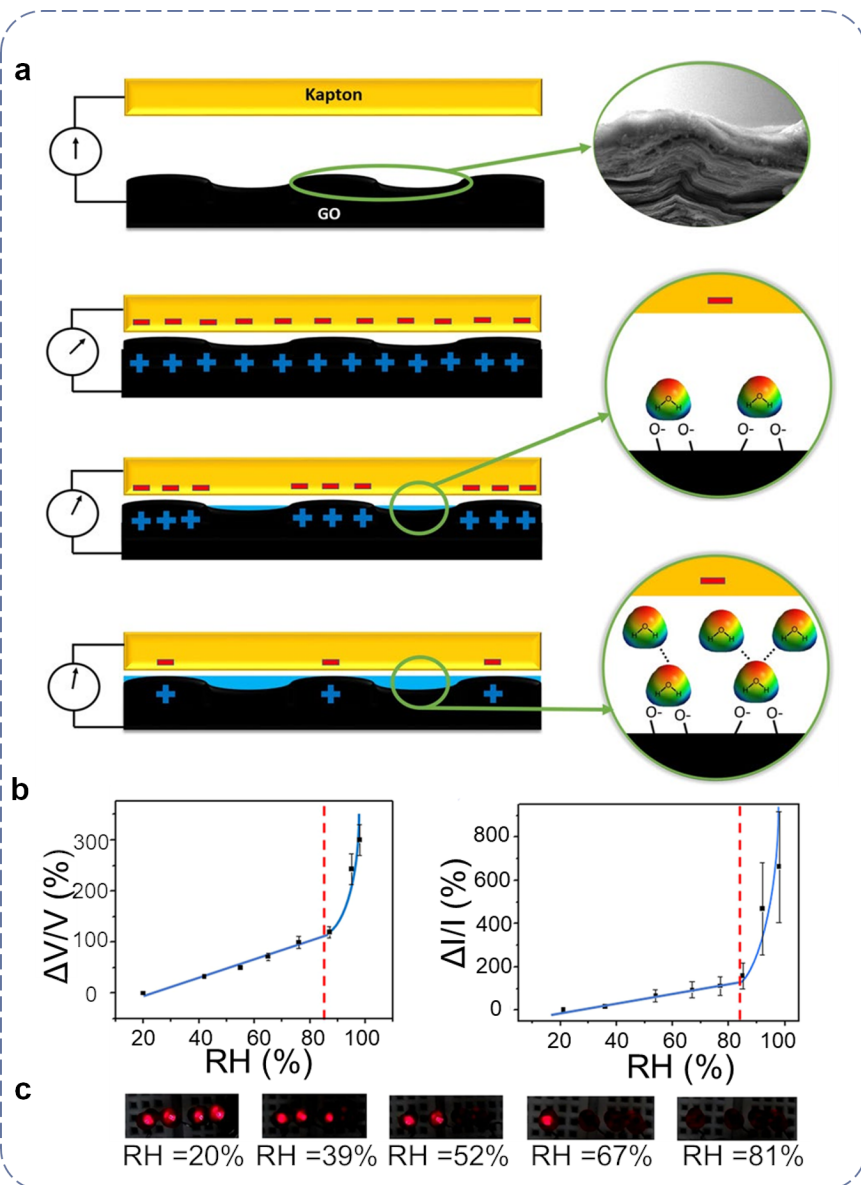 a
Kapton
GO
O- O- O- O-
H O H
H O H
O- O- O- O-
H O H
H O H
H O H
H O H
H O H
b
ΔV/V (%)
300
200
100
0
20 40 60 80 100
RH (%)
ΔI/I (%)
800
600
400
200
0
20 40 60 80 100
RH (%)
c
RH =20% RH =39% RH =52% RH =67% RH =81%